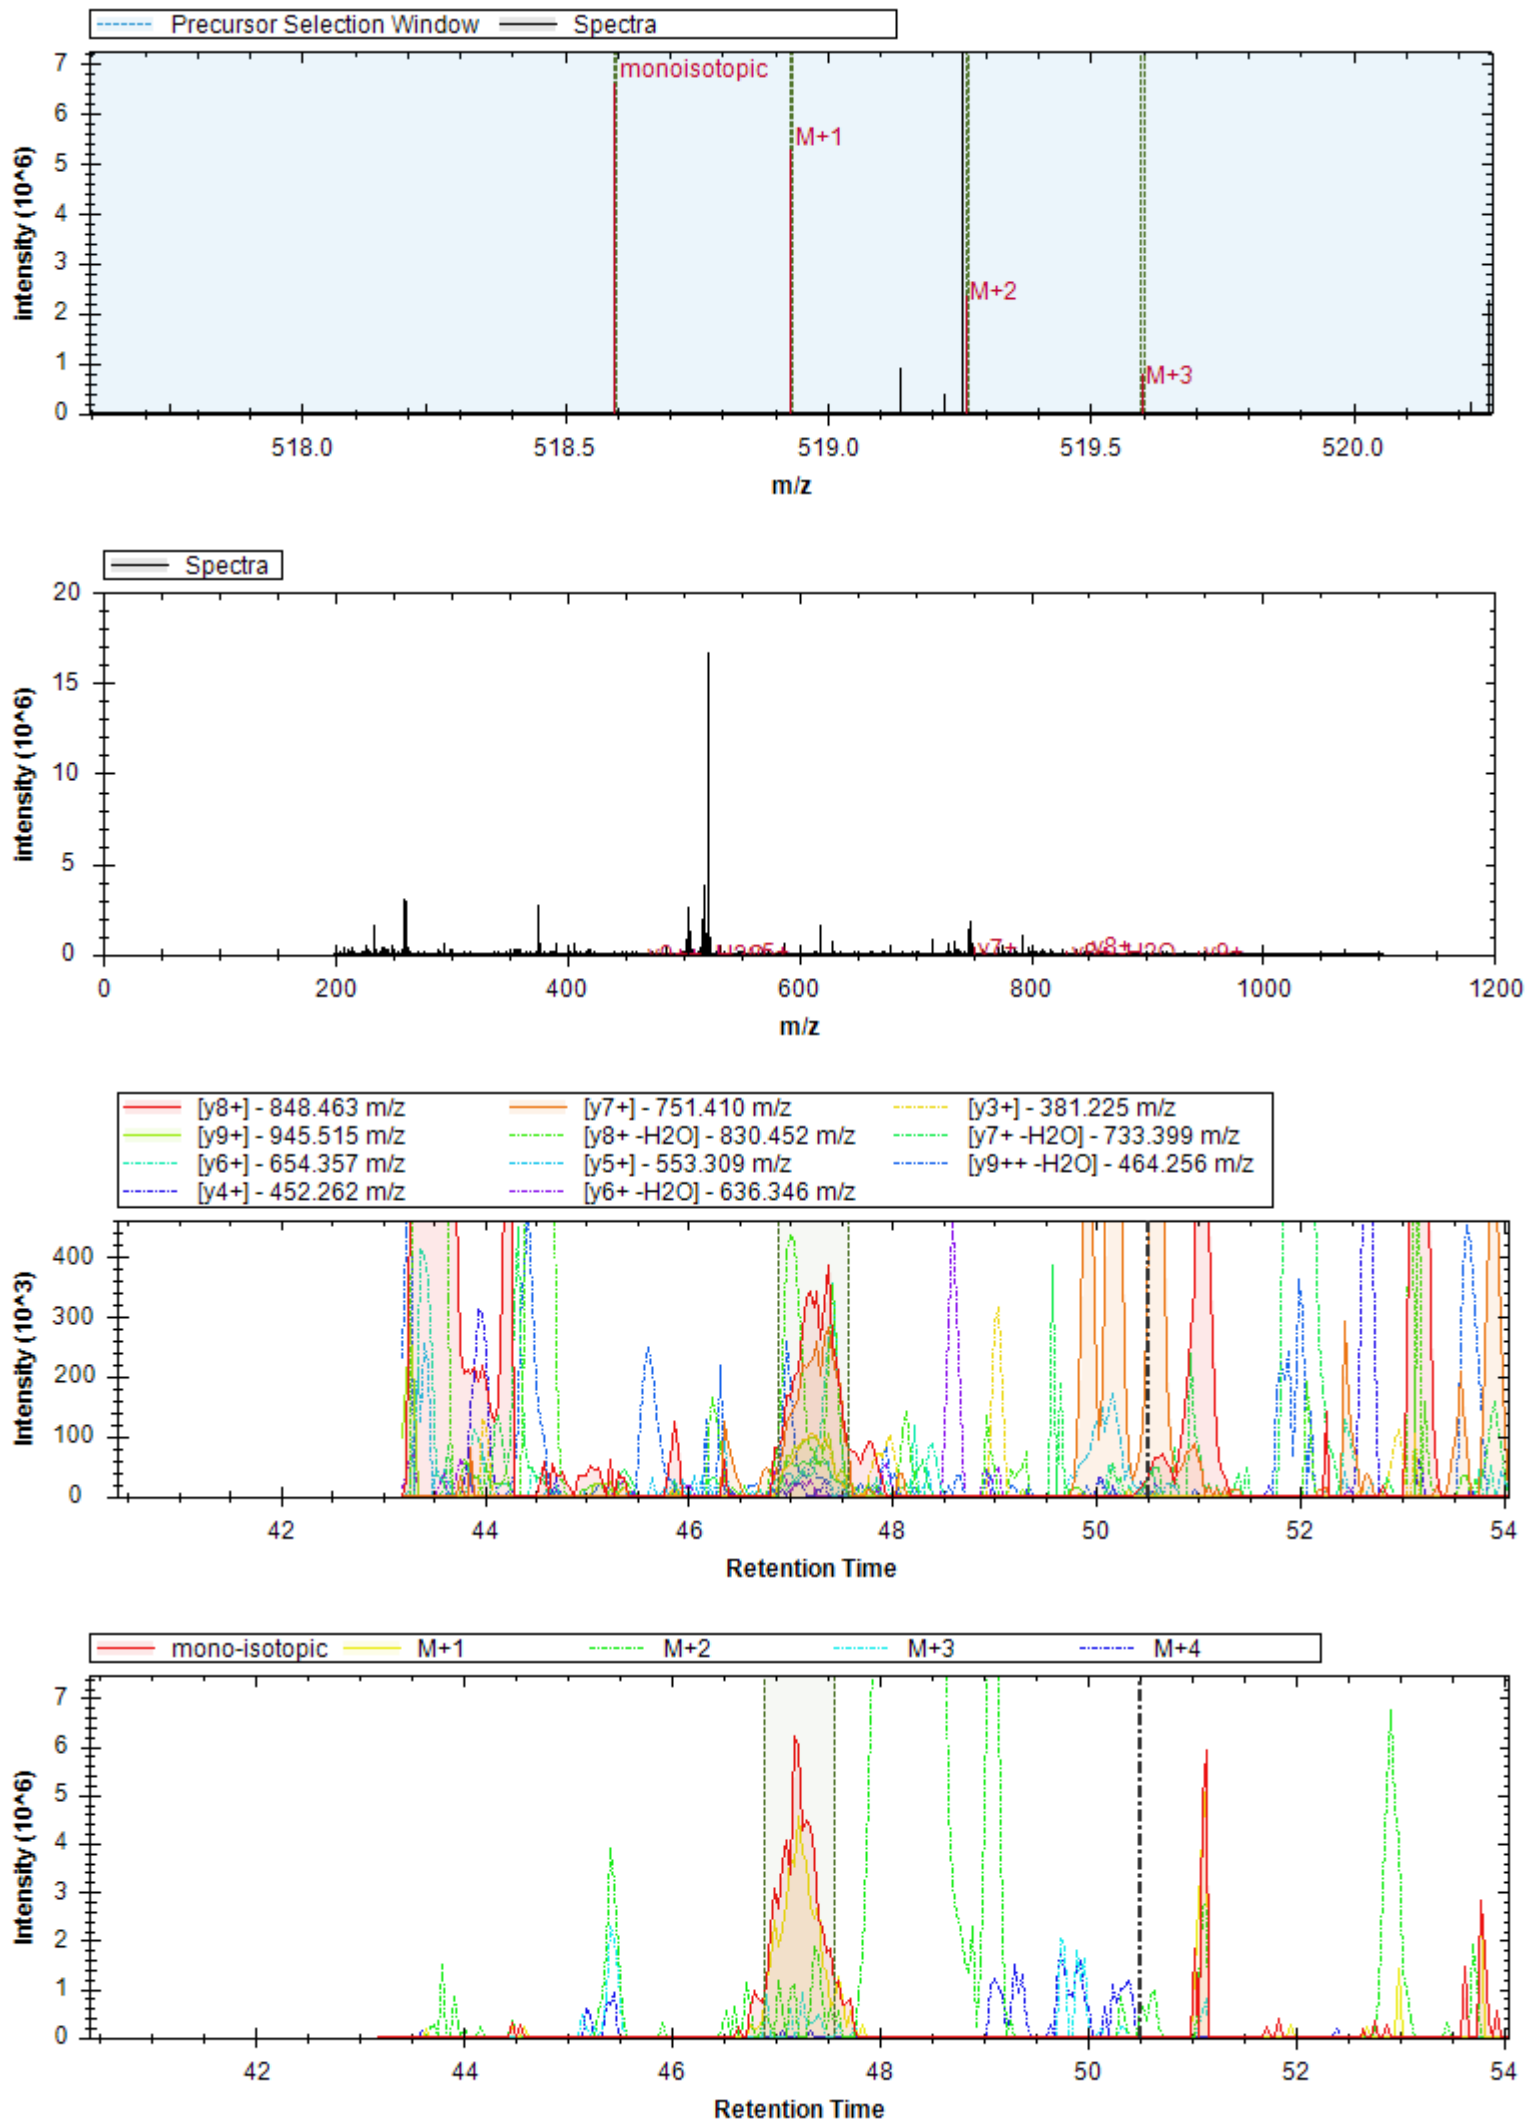 Precursor Selection Window Spectra
7
6
5
4
3
2
1
0
intensity (10^6)
monoisotopic
M+1
M+2
M+3
518.0 518.5 519.0 519.5 520.0
m/z
Spectra
20
15
10
5
0
intensity (10^6)
y7+ y8+ y9+
0 200 400 600 800 1000 1200
m/z
[y8+] - 848.463 m/z [y7+] - 751.410 m/z [y3+] - 381.225 m/z
[y9+] - 945.515 m/z [y8+ -H2O] - 830.452 m/z [y7+ -H2O] - 733.399 m/z
[y6+] - 654.357 m/z [y5+] - 553.309 m/z [y9++ -H2O] - 464.256 m/z
[y4+] - 452.262 m/z [y6+ -H2O] - 636.346 m/z
400
300
200
100
0
Intensity (10^3)
42 44 46 48 50 52 54
Retention Time
mono-isotopic M+1 M+2 M+3 M+4
7
6
5
4
3
2
1
0
Intensity (10^6)
42 44 46 48 50 52 54
Retention Time